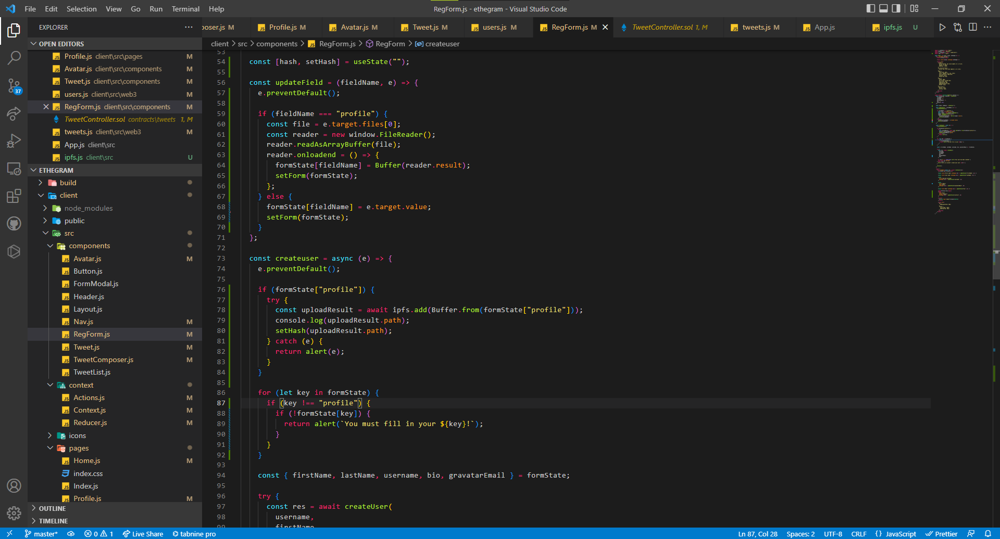 File Edit Selection View Go Run Terminal Help
RegForm.js - ethegram - Visual Studio Code
EXPLORER
OPEN EDITORS
Profile.js client\src\pages M
Avatar.js client\src\components M
Tweet.js client\src\components M
users.js client\src\web3 M
RegForm.js client\src\components M
TweetController.sol contracts\tweets 1, M
tweets.js client\src\web3 M
App.js client\src
ipfs.js client\src U
ETHEGRAM
build
client
node_modules
public
src
components
Avatar.js M
Button.js
FormModal.js
Header.js
Layout.js
Nav.js M
RegForm.js M
Tweet.js M
TweetComposer.js M
TweetList.js
context
Actions.js M
Context.js M
Reducer.js M
icons
pages
Home.js M
index.css
Index.js
Profile.js M
OUTLINE
TIMELINE
37
poser.js M Profile.js M Avatar.js M Tweet.js M users.js M RegForm.js M TweetController.sol 1, M tweets.js M App.js ipfs.js U
client > src > components > RegForm.js > RegForm > createuser
53
54 const [hash, setHash] = useState("");
55
56 const updateField = (fieldName, e) => {
57 e.preventDefault();
58
59 if (fieldName === "profile") {
60 const file = e.target.files[0];
61 const reader = new window.FileReader();
62 reader.readAsArrayBuffer(file);
63 reader.onloadend = () => {
64 formState[fieldName] = Buffer(reader.result);
65 setForm(formState);
66 };
67 } else {
68 formState[fieldName] = e.target.value;
69 setForm(formState);
70 }
71 };
72
73 const createuser = async (e) => {
74 e.preventDefault();
75
76 if (formState["profile"]) {
77 try {
78 const uploadResult = await ipfs.add(Buffer.from(formState["profile"]));
79 console.log(uploadResult.path);
80 setHash(uploadResult.path);
81 } catch (e) {
82 return alert(e);
83 }
84 }
85
86 for (let key in formState) {
87 if (key !== "profile") {
88 if (!formState[key]) {
89 return alert(`You must fill in your ${key}!`);
90 }
91 }
92 }
93
94 const { firstName, lastName, username, bio, gravatarEmail } = formState;
95
96 try {
97 const res = await createUser(
98 username,
99 firstName
master* 0 1 Live Share tabnine pro
Ln 87, Col 28 Spaces: 2 UTF-8 CRLF {} JavaScript Prettier